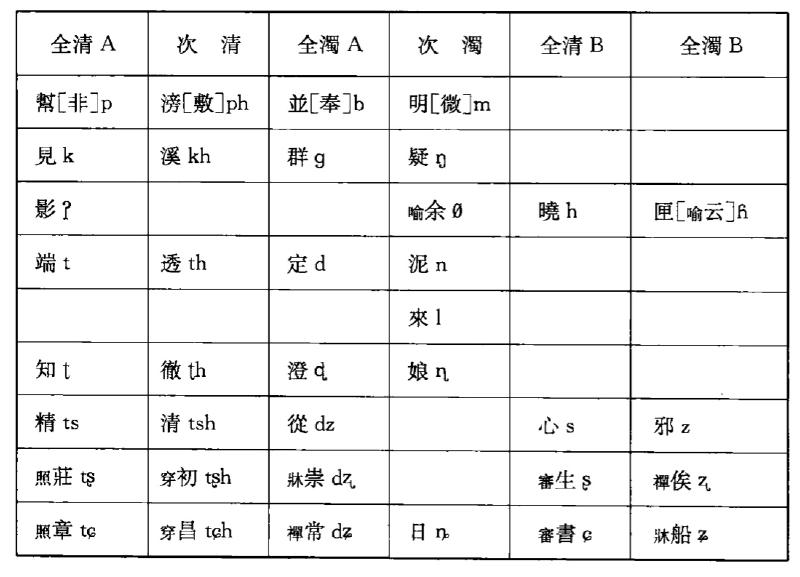 全清 A 次 清 全濁 A 次 濁 全清 B 全濁 B
幫[非]p 滂[敷]ph 並[奉]b 明[微]m
見 k 溪 kh 群 g 疑 ŋ
影 ʔ 喻余 Ø 曉 h 匣[喻云]ɦ
端 t 透 th 定 d 泥 n
來 l
知 ʈ 徹 ʈh 澄 ɖ 娘 ɳ
精 ts 清 tsh 從 dz 心 s 邪 z
照莊 tʂ 穿初 tʂh 牀崇 dʐ 審生 ʂ 禪俟 ʐ
照章 tɕ 穿昌 tɕh 禪常 dʑ 日 ȵ 審書 ɕ 牀船 ʑ